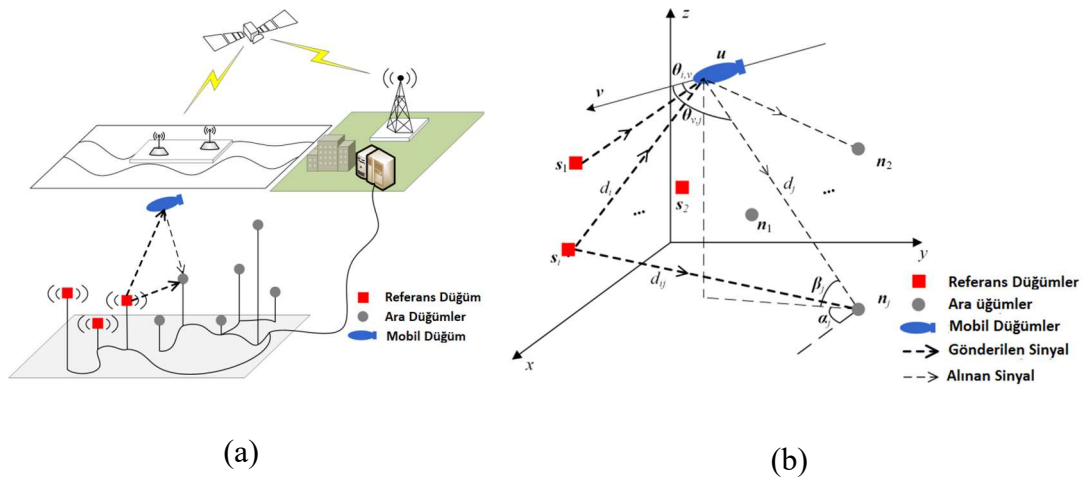 Referans Düğüm
Ara Düğümler
Mobil Düğüm
(a)
z
u
θi,v
v
θv,j
s1
di
dj
n2
...
s2
...
n1
si
y
dij
βj
nj
αj
x
Referans Düğümler
Ara üğümler
Mobil Düğümler
Gönderilen Sinyal
Alınan Sinyal
(b)